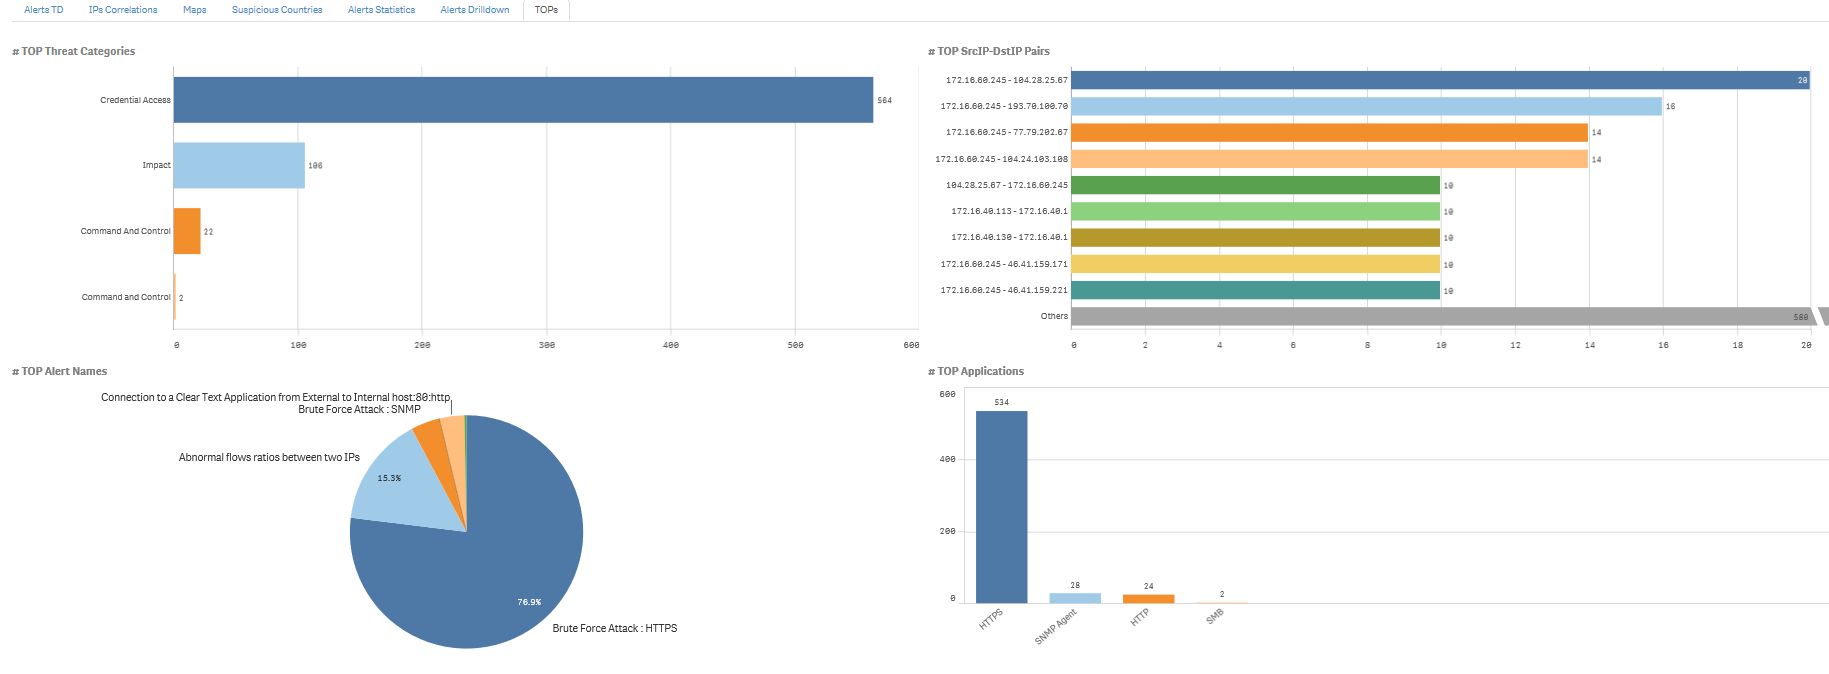 Alerts TD IPs Correlations Maps Suspicious Countries Alerts Statistics Alerts Drilldown TOPs
# TOP Threat Categories
Credential Access 564
Impact 106
Command And Control 22
Command and Control 2
0 100 200 300 400 500 600
# TOP SrcIP-DstIP Pairs
172.16.60.245 - 104.28.25.67 20
172.16.60.245 - 193.70.100.70 16
172.16.60.245 - 77.79.202.67 14
172.16.60.245 - 104.24.103.108 14
104.28.25.67 - 172.16.60.245 10
172.16.40.113 - 172.16.40.1 10
172.16.40.130 - 172.16.40.1 10
172.16.60.245 - 46.41.159.171 10
172.16.60.245 - 46.41.159.221 10
Others 580
0 2 4 6 8 10 12 14 16 18 20
# TOP Alert Names
Connection to a Clear Text Application from External to Internal host:80:http
Brute Force Attack : SNMP
Abnormal flows ratios between two IPs
15.3%
76.9%
Brute Force Attack : HTTPS
# TOP Applications
600
400
200
0
534
28
24
2
HTTPS
SNMP Agent
HTTP
SMB